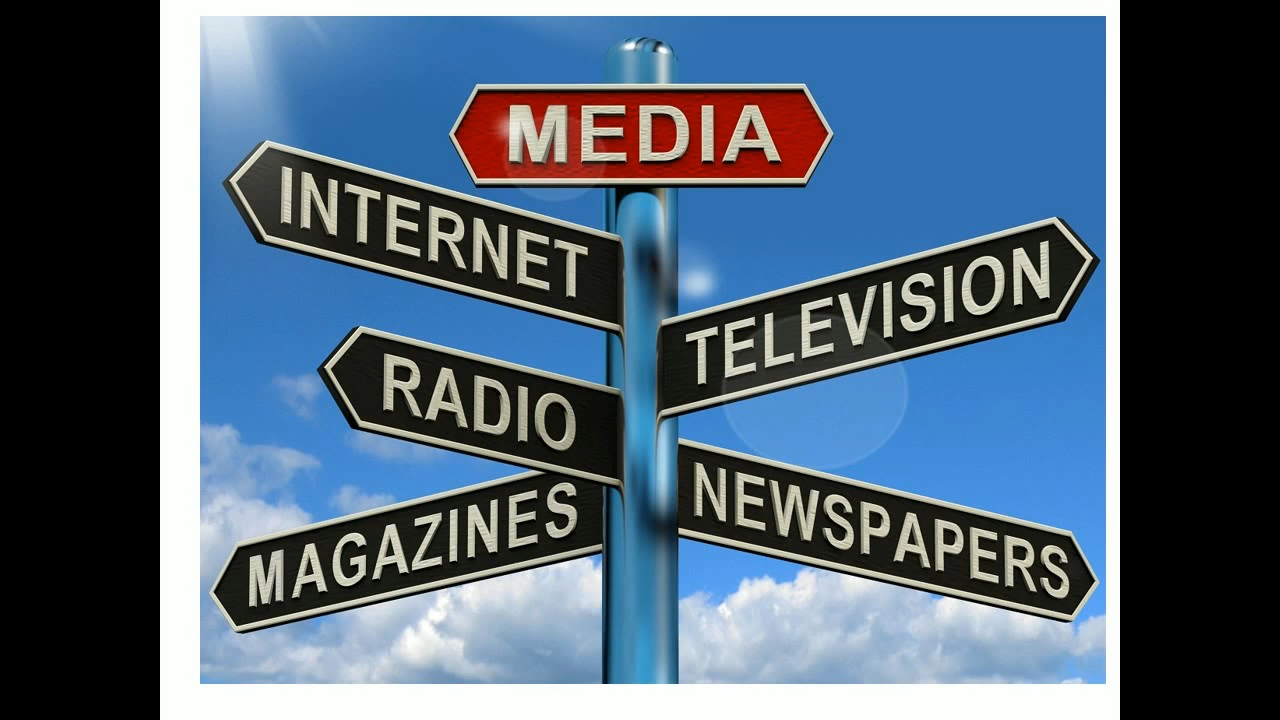 MEDIA
INTERNET
TELEVISION
RADIO
NEWSPAPERS
MAGAZINES